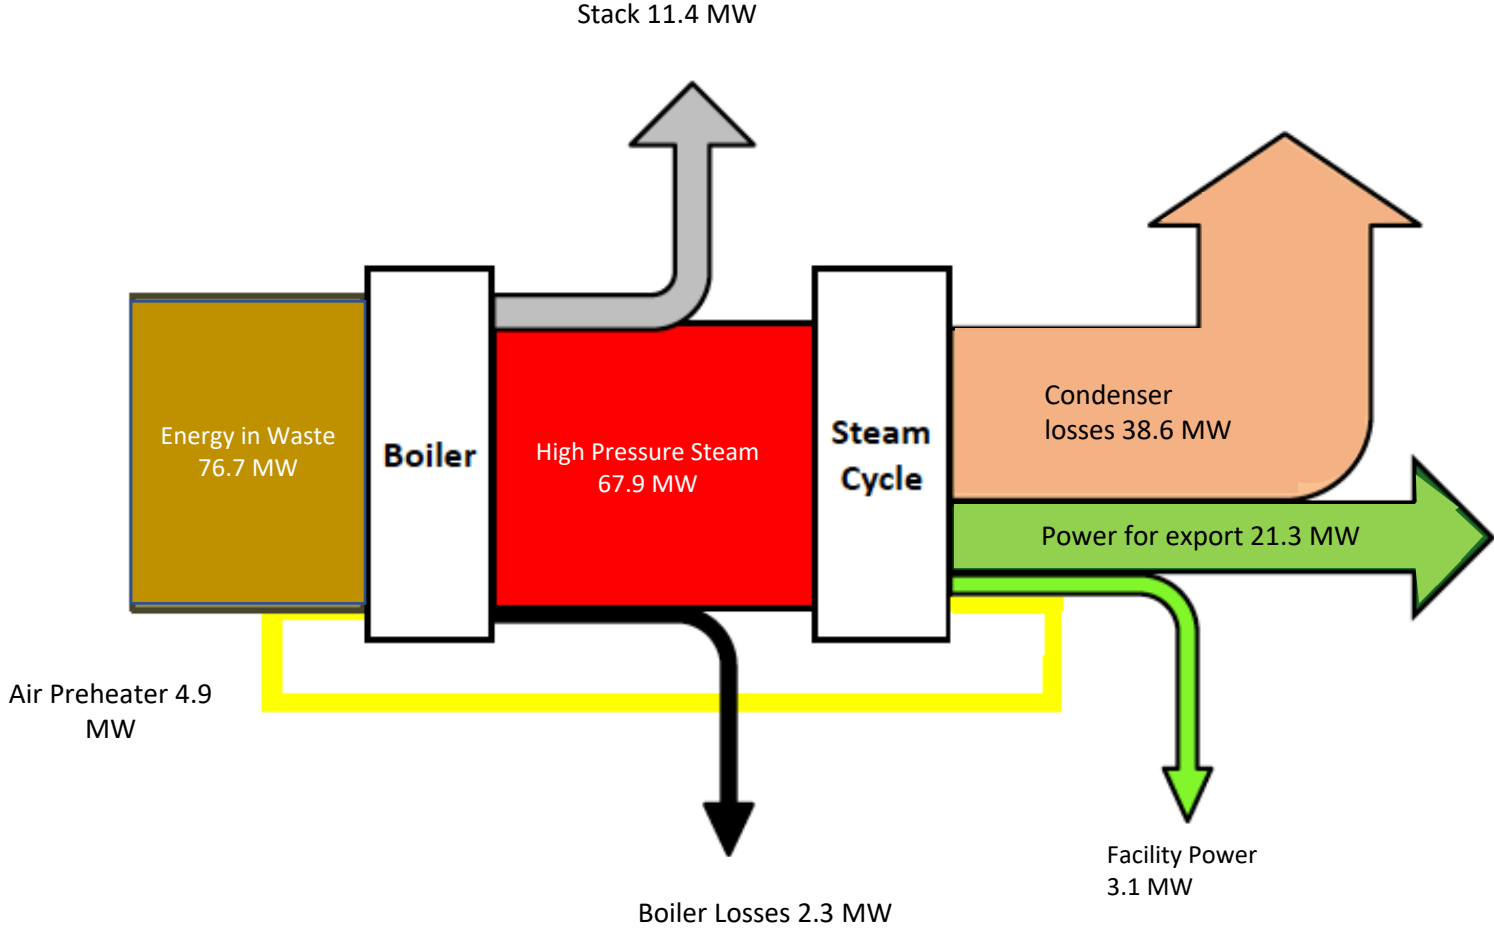 Stack 11.4 MW
Energy in Waste
76.7 MW
Boiler
High Pressure Steam
67.9 MW
Steam
Cycle
Condenser
losses 38.6 MW
Power for export 21.3 MW
Air Preheater 4.9
MW
Facility Power
3.1 MW
Boiler Losses 2.3 MW